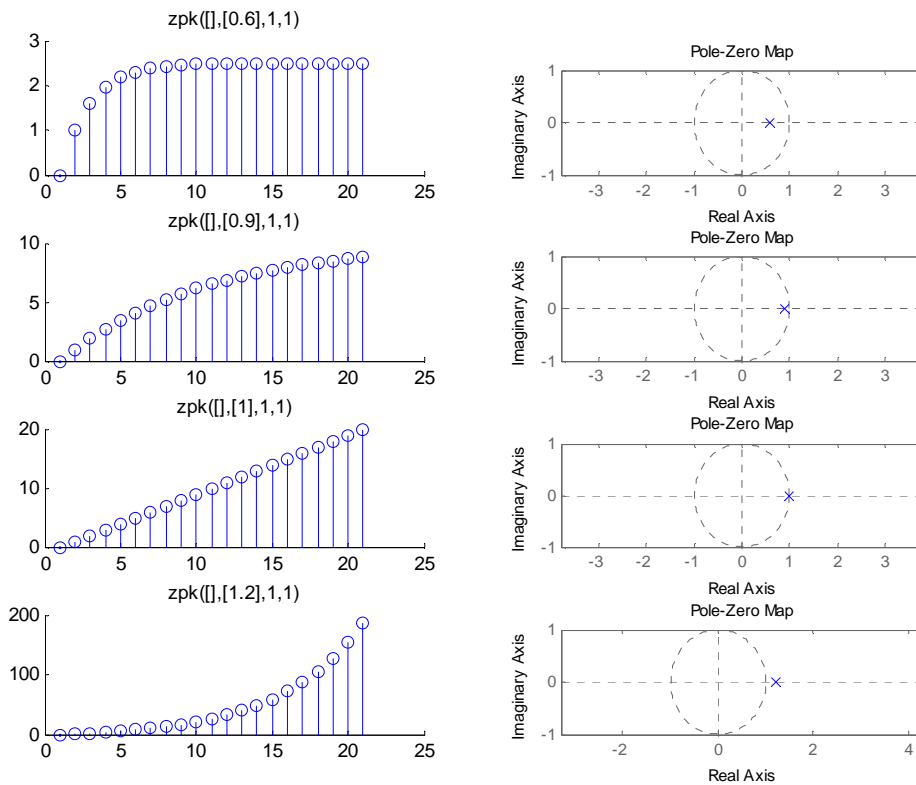 zpk([],[0.6],1,1)
3
2
1
0
0 5 10 15 20 25
Pole-Zero Map
Imaginary Axis
1
0
-1
-3 -2 -1 0 1 2 3
Real Axis
zpk([],[0.9],1,1)
10
5
0
0 5 10 15 20 25
Pole-Zero Map
Imaginary Axis
1
0
-1
-3 -2 -1 0 1 2 3
Real Axis
zpk([],[1],1,1)
20
10
0
0 5 10 15 20 25
Pole-Zero Map
Imaginary Axis
1
0
-1
-3 -2 -1 0 1 2 3
Real Axis
zpk([],[1.2],1,1)
200
100
0
0 5 10 15 20 25
Pole-Zero Map
Imaginary Axis
1
0
-1
-2 0 2 4
Real Axis